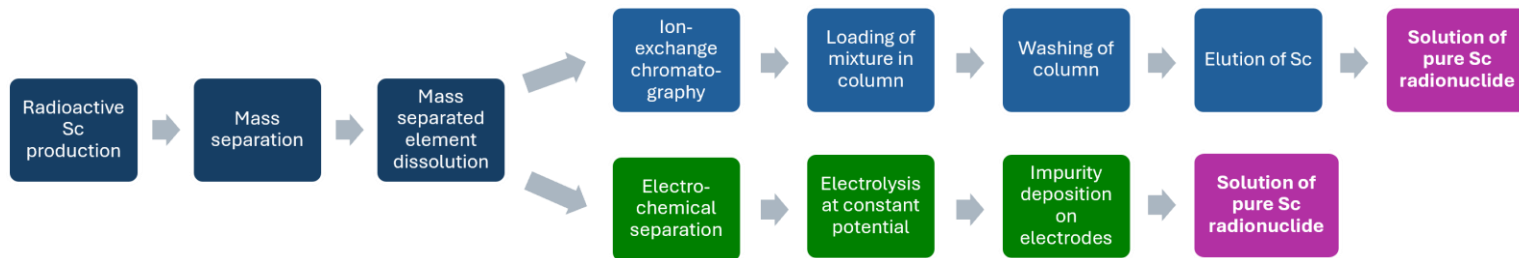 Radioactive
Sc
production
Mass
separation
Mass
separated
element
dissolution
Ion-
exchange
chromato-
graphy
Loading of
mixture in
column
Washing of
column
Elution of Sc
Solution of
pure Sc
radionuclide
Electro-
chemical
separation
Electrolysis
at constant
potential
Impurity
deposition
on
electrodes
Solution of
pure Sc
radionuclide